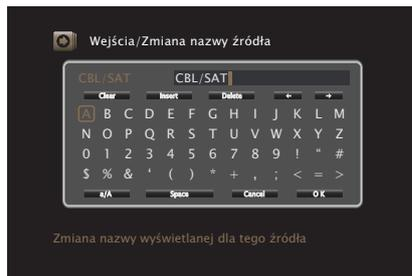 Wejścia/Zmiana nazwy źródła
CBL/SAT CBL/SAT
Clear Insert Delete ← →
A B C D E F G H I J K L M
N O P Q R S T U V W X Y Z
0 1 2 3 4 5 6 7 8 9 ! “ #
$ % & ‘ ( ) * + , ; < = >
a/A Space Cancel OK
Zmiana nazwy wyświetlanej dla tego źródła